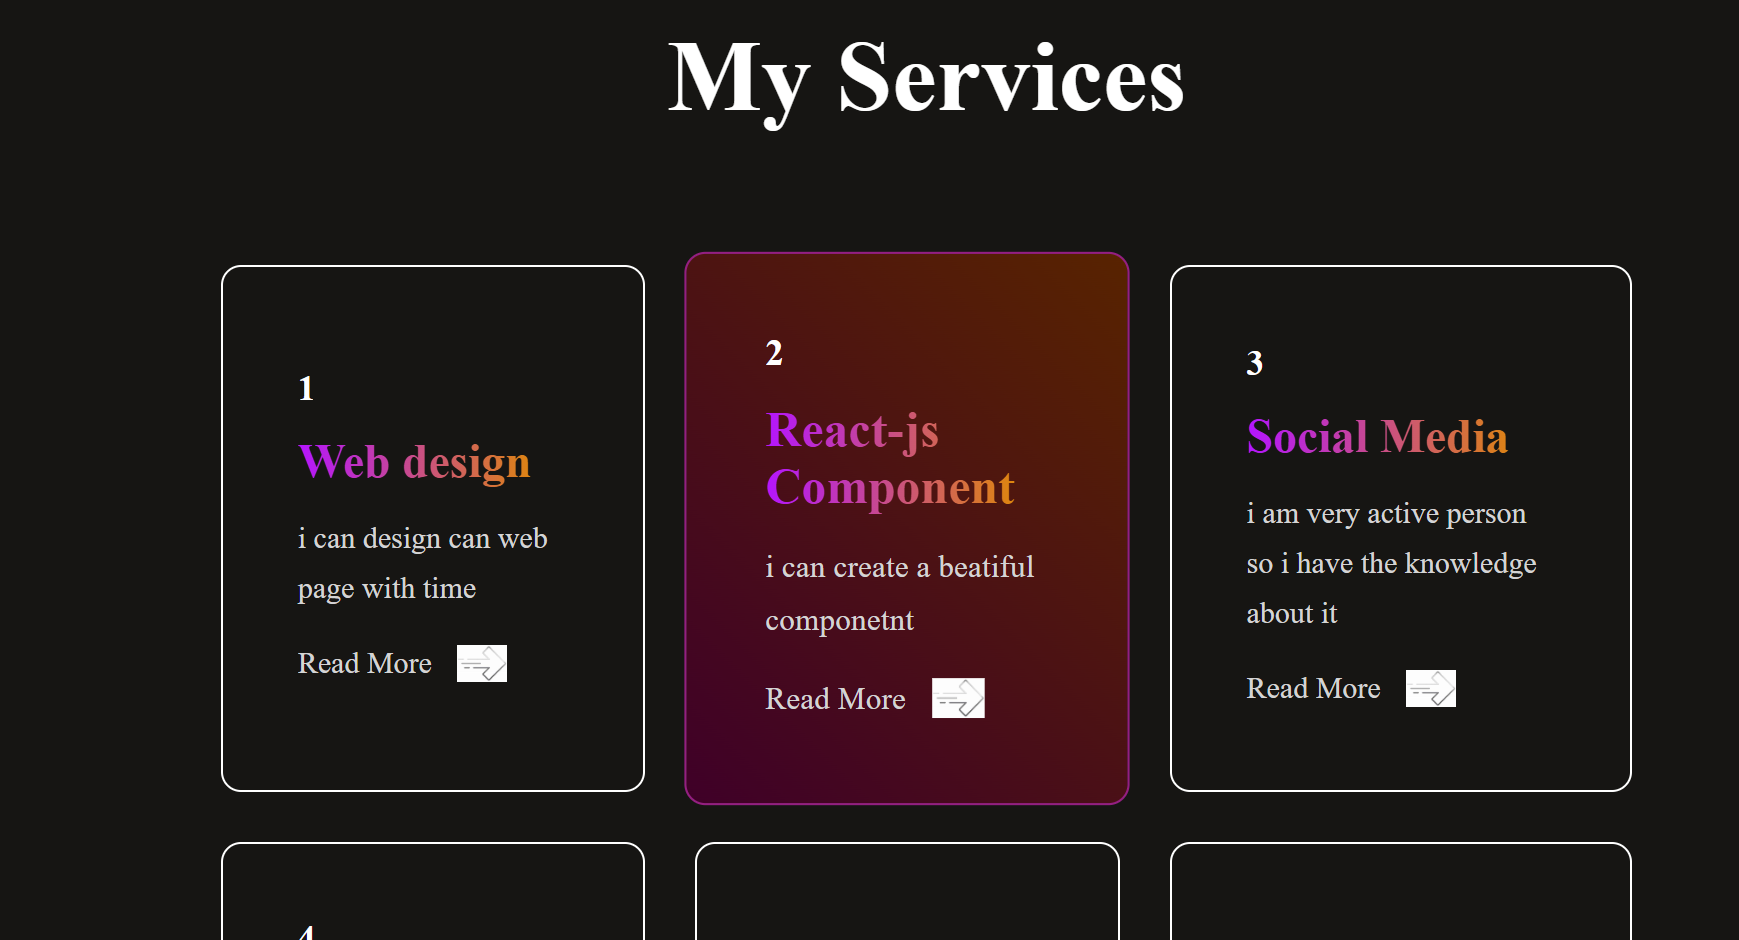 My Services
1
Web design
i can design can web
page with time
Read More
2
React-js
Component
i can create a beatiful
componetnt
Read More
3
Social Media
i am very active person
so i have the knowledge
about it
Read More
4